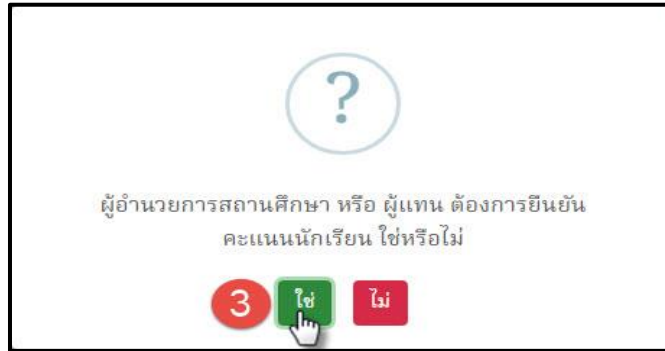 ?
ผู้อำนวยการสถานศึกษา หรือ ผู้แทน ต้องการยืนยัน
คะแนนนักเรียน ใช่หรือไม่
3 ใช่ ไม่